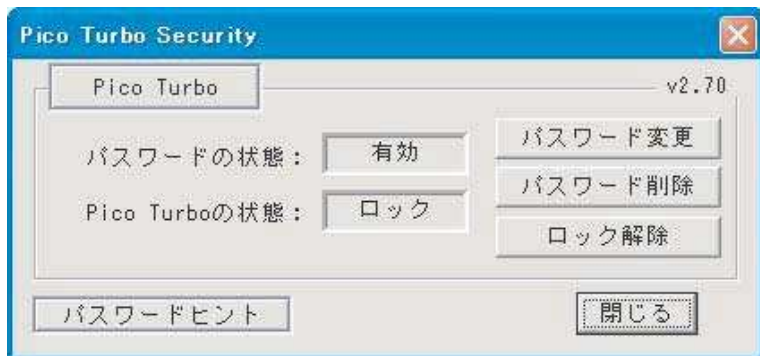 Pico Turbo Security
Pico Turbo
v2.70
パスワードの状態：
有効
パスワード変更
パスワード削除
Pico Turboの状態：
ロック
ロック解除
パスワードヒント
閉じる